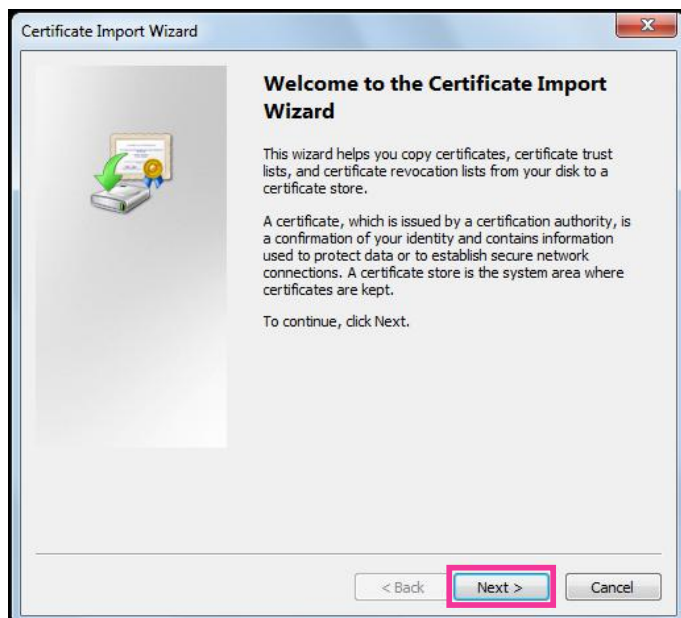 Certificate Import Wizard
Welcome to the Certificate Import
Wizard
This wizard helps you copy certificates, certificate trust
lists, and certificate revocation lists from your disk to a
certificate store.
A certificate, which is issued by a certification authority, is
a confirmation of your identity and contains information
used to protect data or to establish secure network
connections. A certificate store is the system area where
certificates are kept.
To continue, click Next.
< Back Next > Cancel